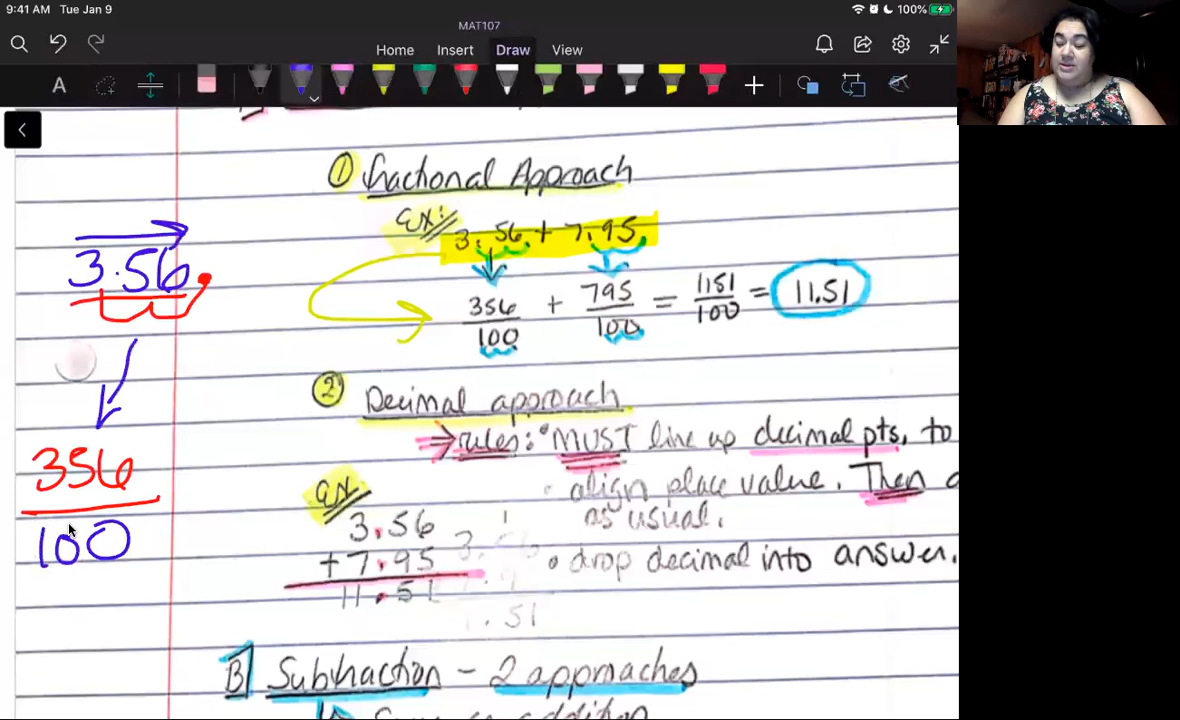 9:41 AM Tue Jan 9
100%
MAT107
Home Insert Draw View
A
① Fractional Approach
Ex:
3.56 + 7.95
3.56.
356/100 + 795/100 = 1151/100 = 11.51
② Decimal approach
⇒ rules: • MUST line up decimal pts, to
356
100
• align place value. Then
as usual.
Ex
3.56
+ 7.95
11.51
• drop decimal into answer.
.51
B Subtraction - 2 approaches